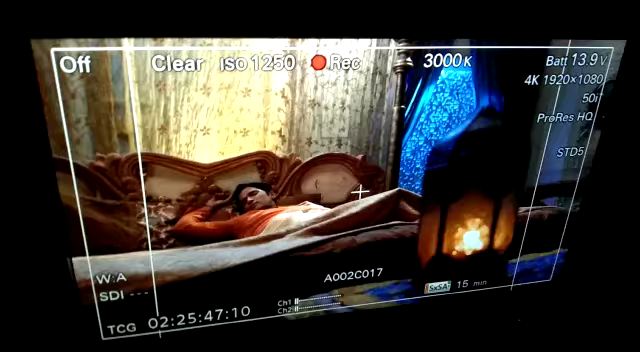 Off Clear ISO 1250 Rec 3000K Batt 13.9V
4K 1920×1080
50i
ProRes HQ
STD5
W:A
SDI ---
A002C017
Ch1
Ch2
SxSA 15 min
TCG 02:25:47:10